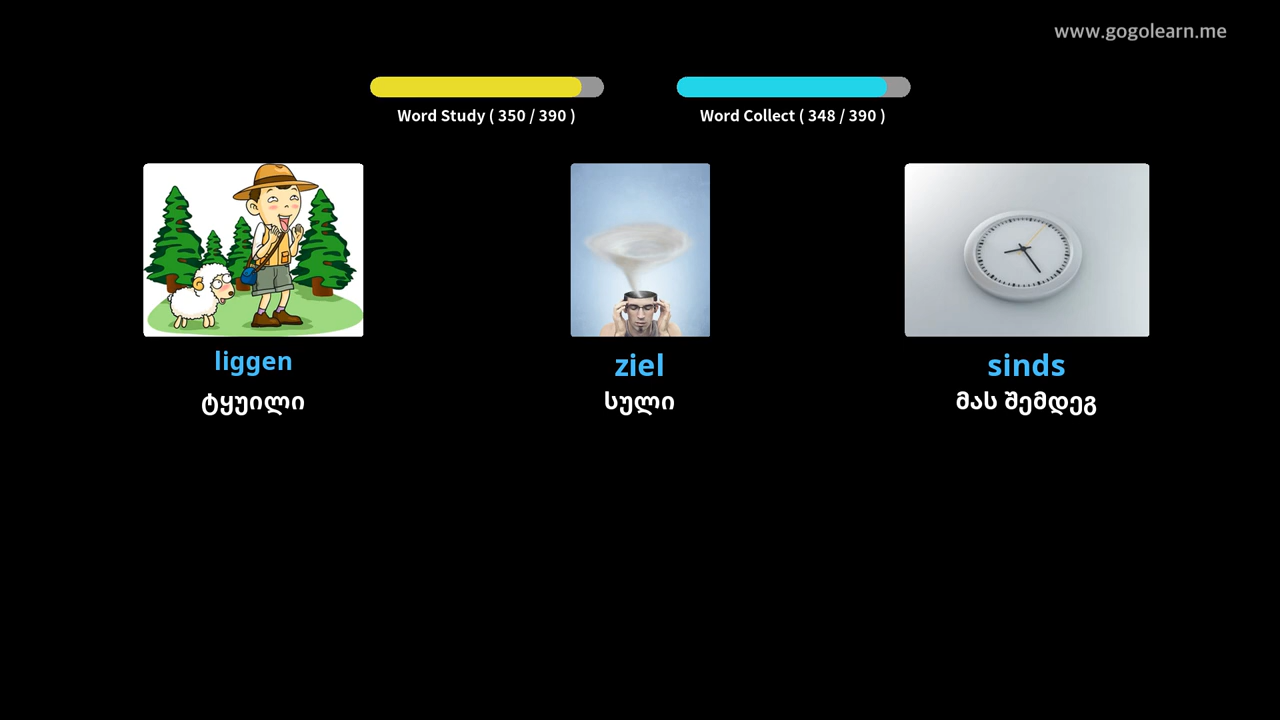 www.gogolearn.me
Word Study ( 350 / 390 )
Word Collect ( 348 / 390 )
liggen
ტყუილი
ziel
სული
sinds
მას შემდეგ